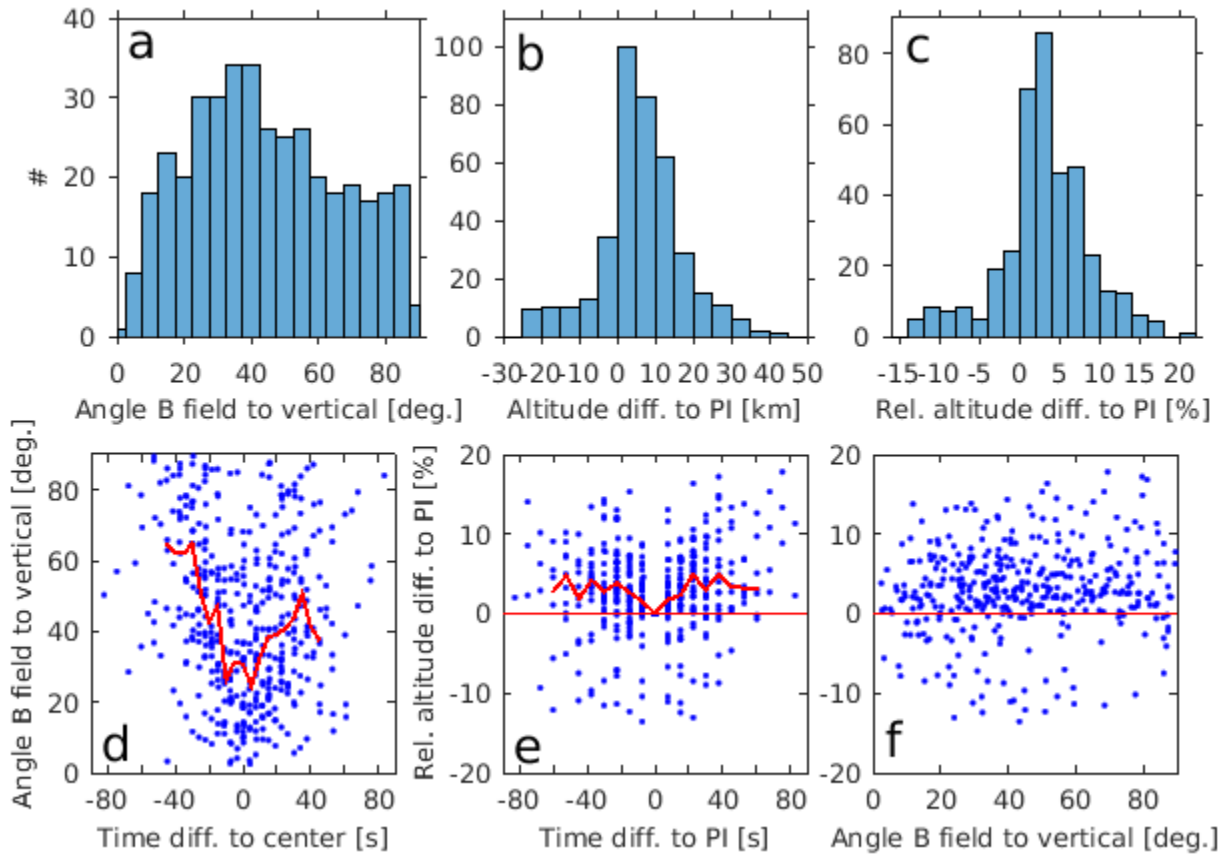 a
b
c
#
40
30
20
10
0
0 20 40 60 80
Angle B field to vertical [deg.]
100
80
60
40
20
0
-30-20-10 0 10 20 30 40 50
Altitude diff. to PI [km]
80
60
40
20
0
-15-10 -5 0 5 10 15 20
Rel. altitude diff. to PI [%]
d
e
f
Angle B field to vertical [deg.]
80
60
40
20
0
-80 -40 0 40 80
Time diff. to center [s]
Rel. altitude diff. to PI [%]
20
10
0
-10
-20
-80 -40 0 40 80
Time diff. to PI [s]
20
10
0
-10
-20
0 20 40 60 80
Angle B field to vertical [deg.]